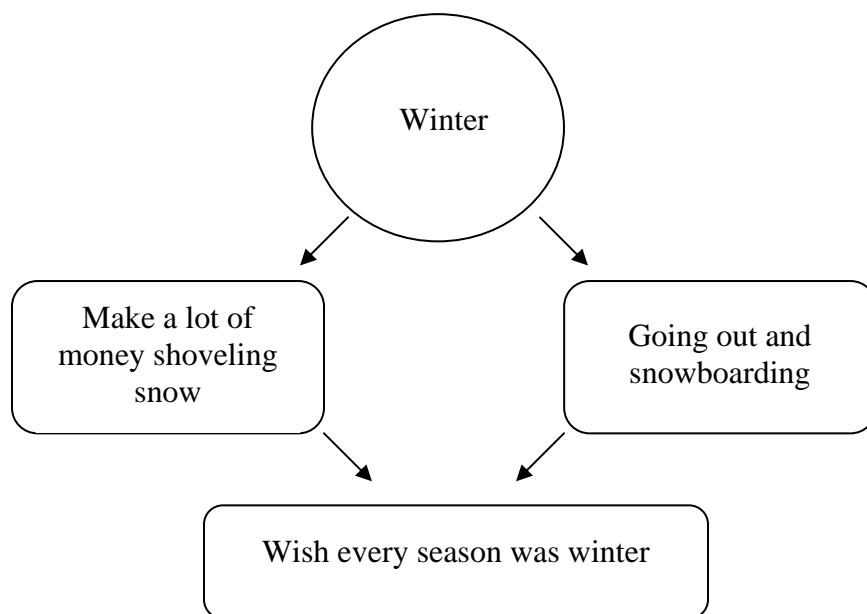 Winter
Make a lot of
money shoveling
snow
Going out and
snowboarding
Wish every season was winter